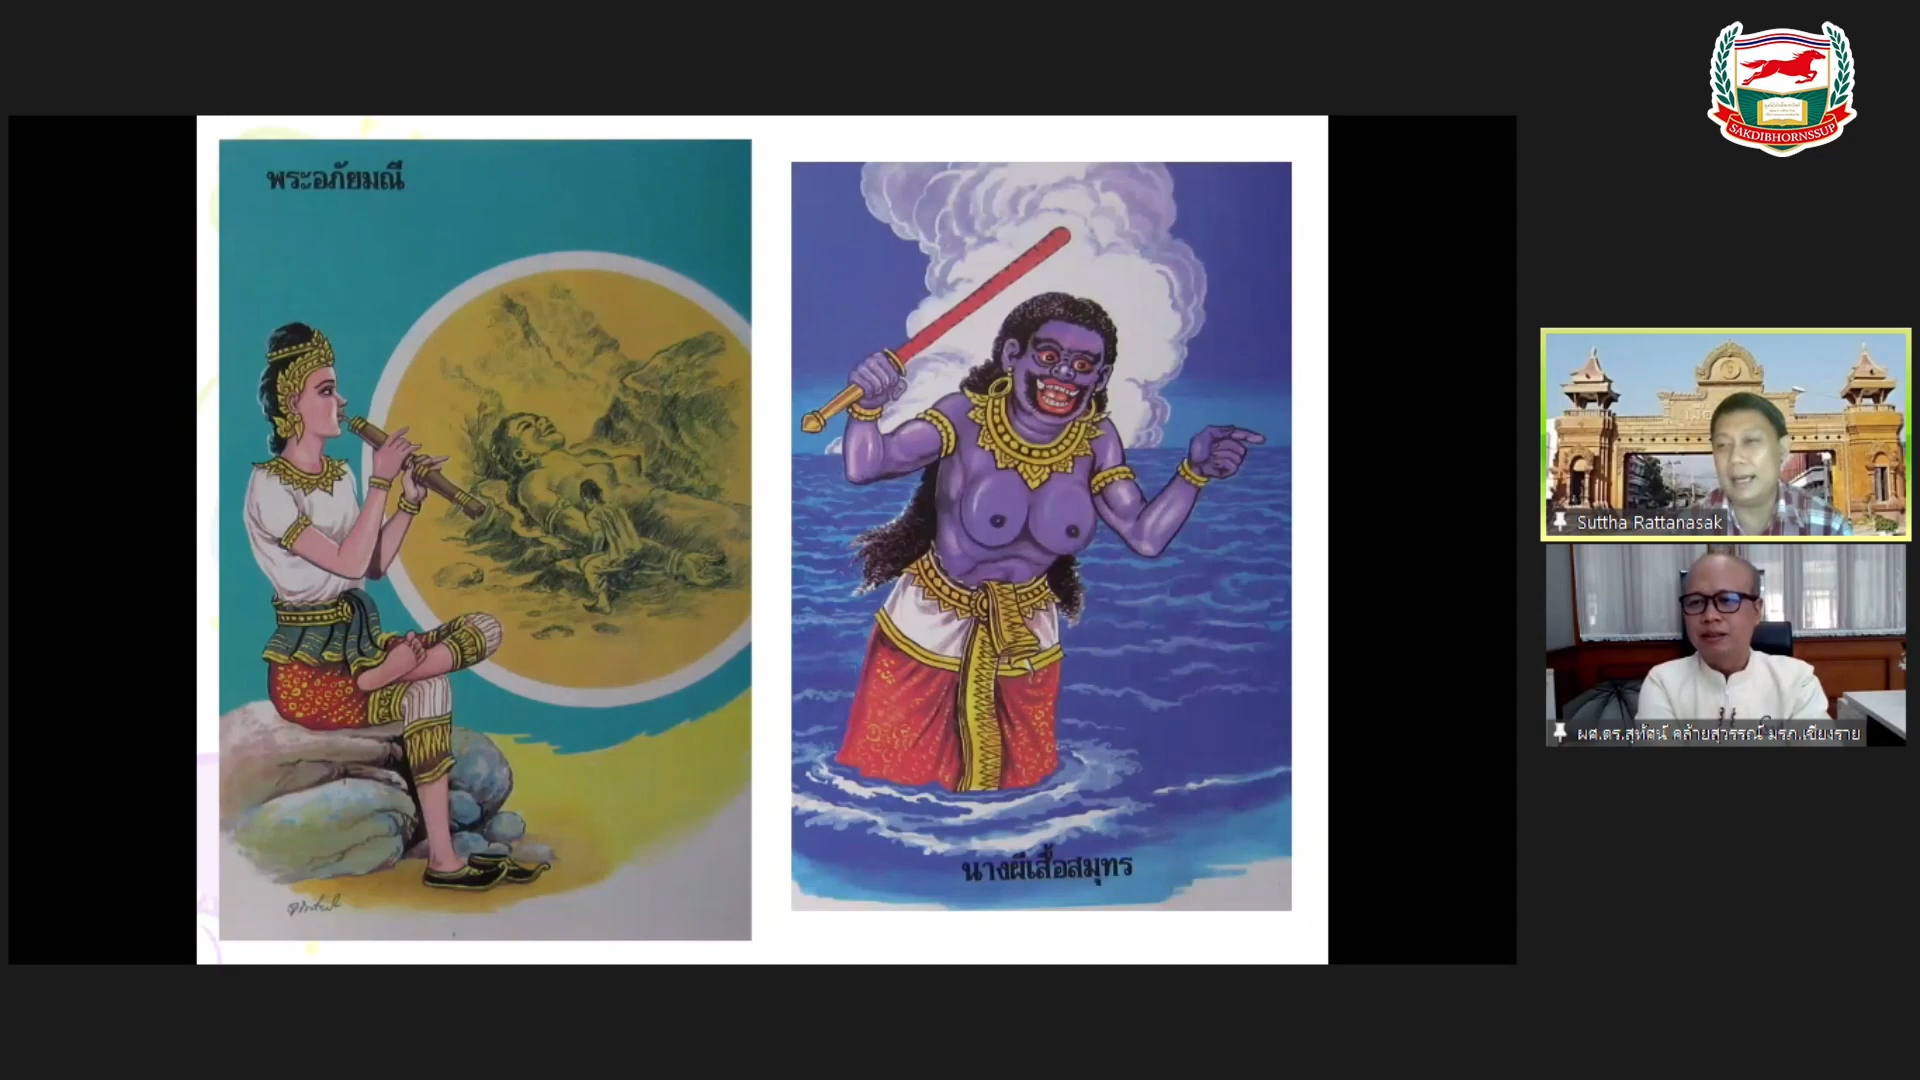 พระอภัยมณี
นางผีเสื้อสมุทร
SAKDIBHORNSSUP
Suttha Rattanasak
ผศ.ดร.สุทัศน์ คล้ายสุวรรณ์ มรภ.เชียงราย